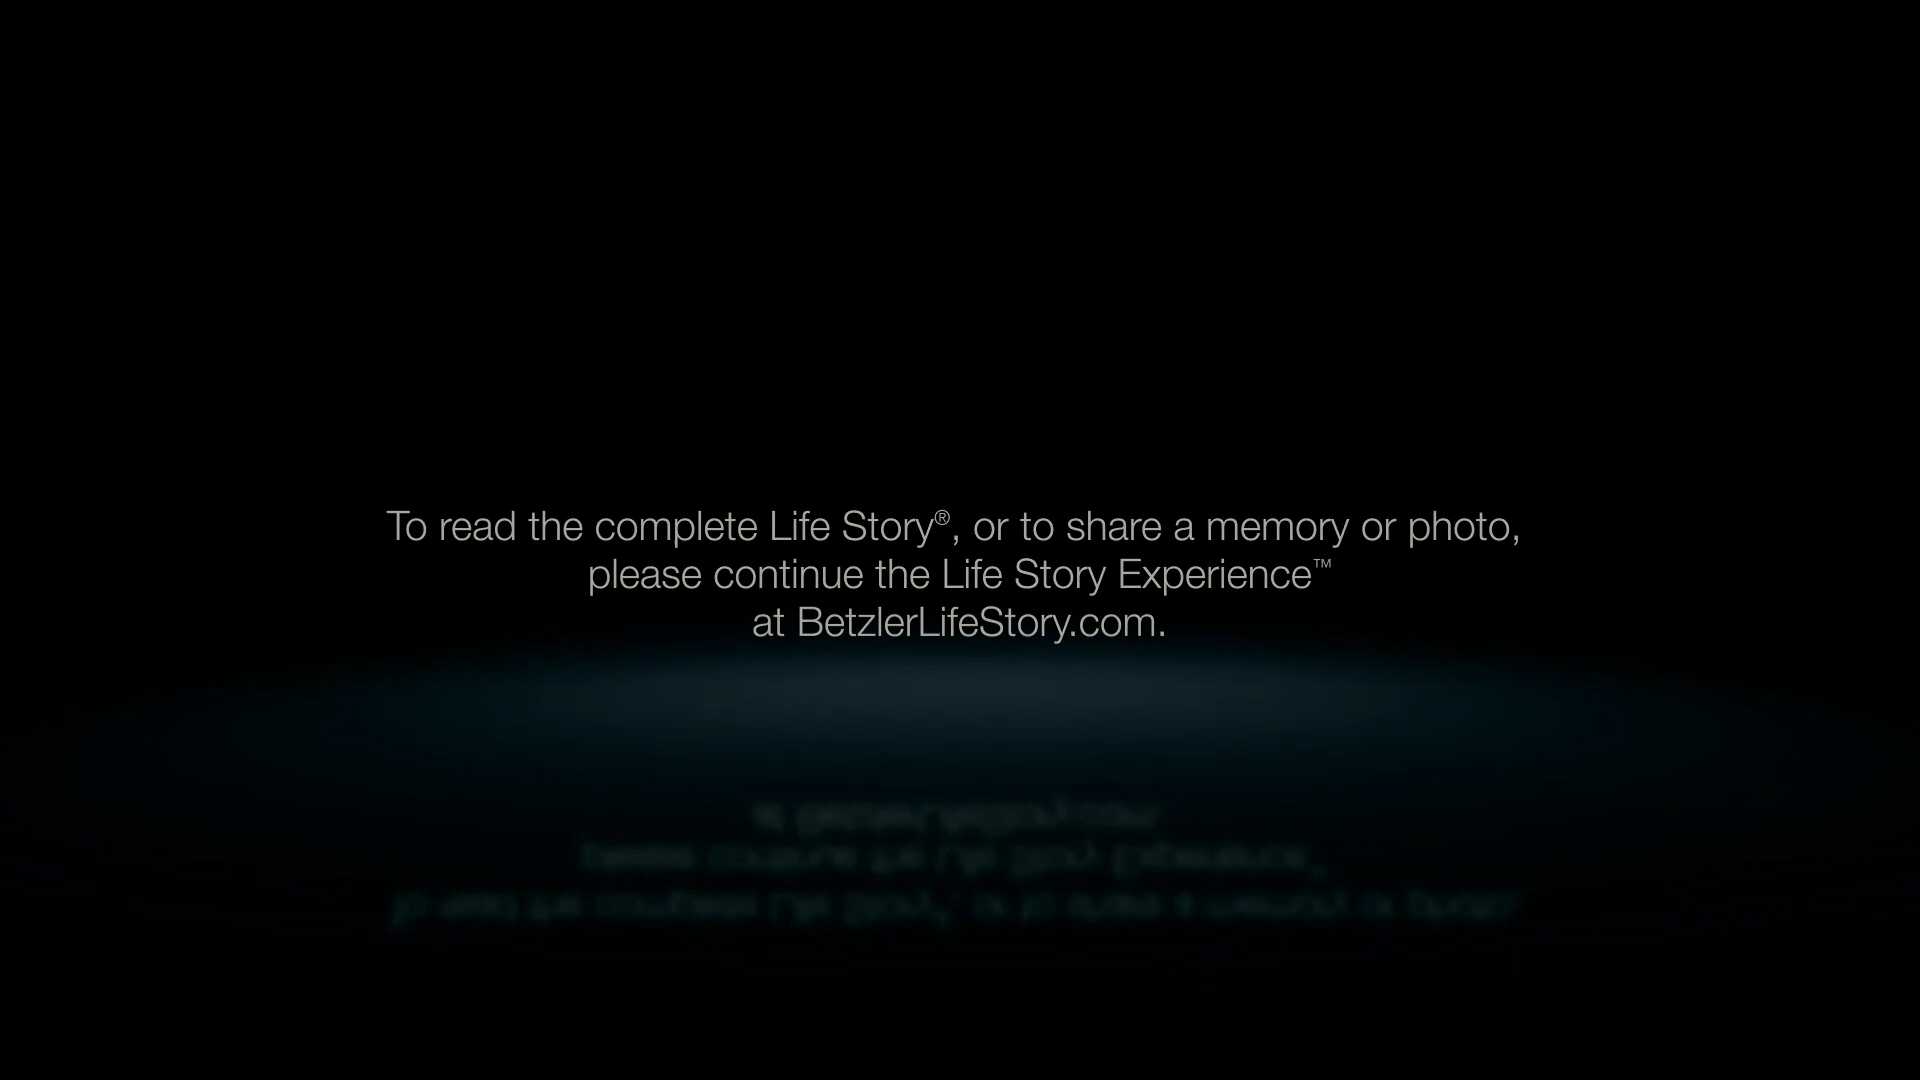 To read the complete Life Story®, or to share a memory or photo,
please continue the Life Story Experience™
at BetzlerLifeStory.com.